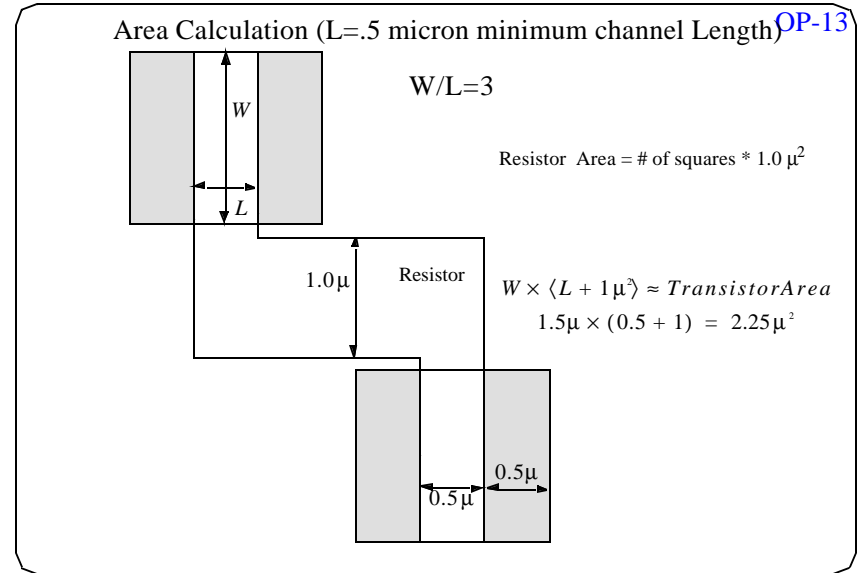 Area Calculation (L=.5 micron minimum channel Length)
OP-13
W/L=3
W
Resistor Area = # of squares * 1.0 μ²
L
1.0μ
Resistor
W × ⟨L + 1μ²⟩ ≈ TransistorArea
1.5μ × (0.5 + 1) = 2.25μ²
0.5μ
0.5μ